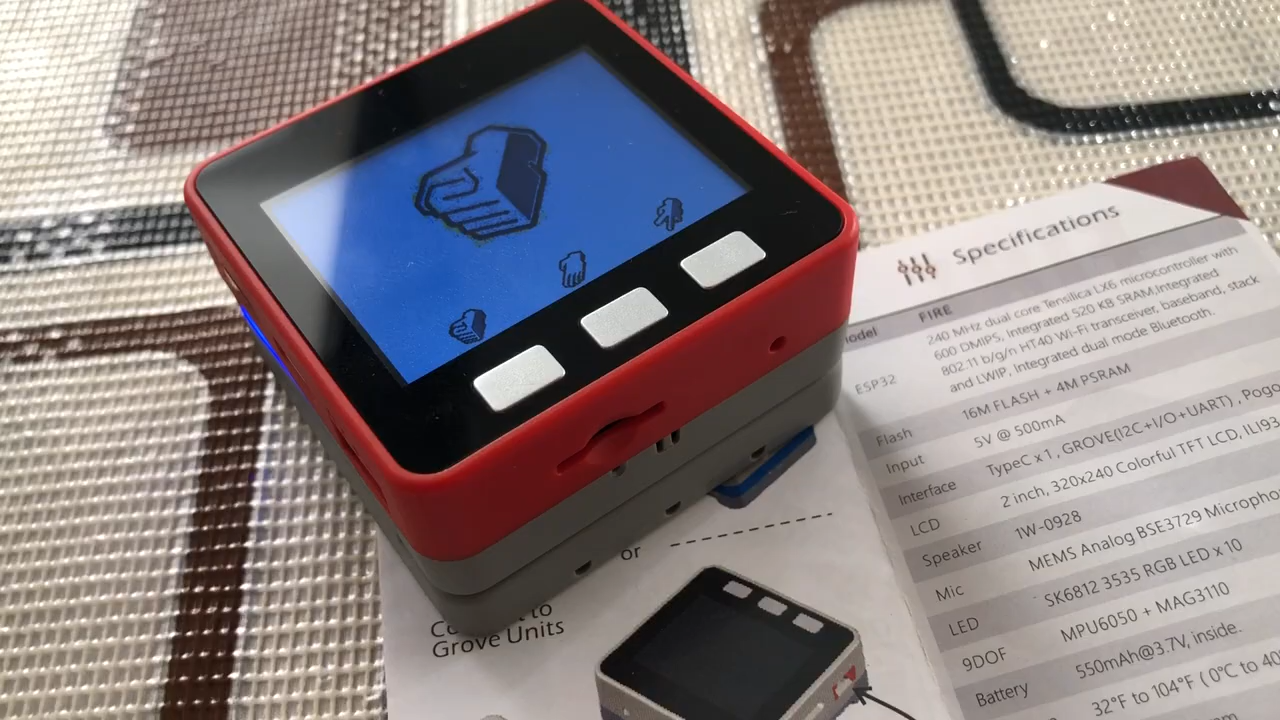 Specifications
odel
FIRE
ESP32
240 MHz dual core Tensilica LX6 microcontroller with
600 DMIPS, Integrated 520 KB SRAM.Integrated
802.11 b/g/n HT40 Wi-Fi transceiver, baseband, stack
and LWIP, Integrated dual mode Bluetooth.
Flash
16M FLASH + 4M PSRAM
Input
5V @ 500mA
Interface
TypeC x 1, GROVE(I2C+I/O+UART) , Pogo
LCD
2 inch, 320x240 Colorful TFT LCD, ILI93
Speaker
1W-0928
Mic
MEMS Analog BSE3729 Micropho
LED
SK6812 3535 RGB LED x 10
9DOF
MPU6050 + MAG3110
Battery
550mAh@3.7V, inside.
32°F to 104°F ( 0°C to 40
or
to
Grove Units